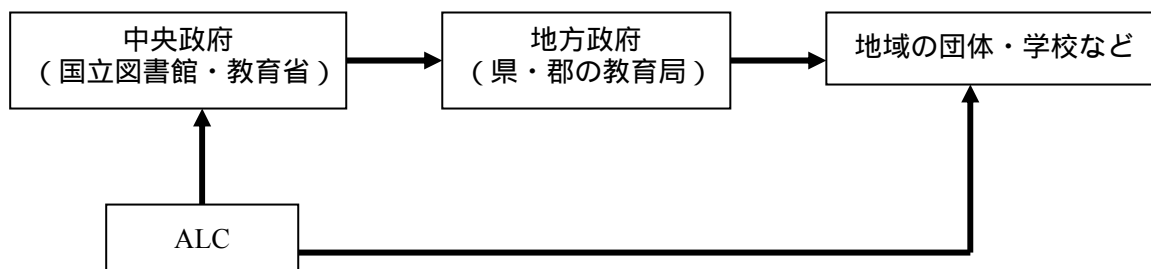 中央政府
（国立図書館・教育省）
地方政府
（県・郡の教育局）
地域の団体・学校など
ALC